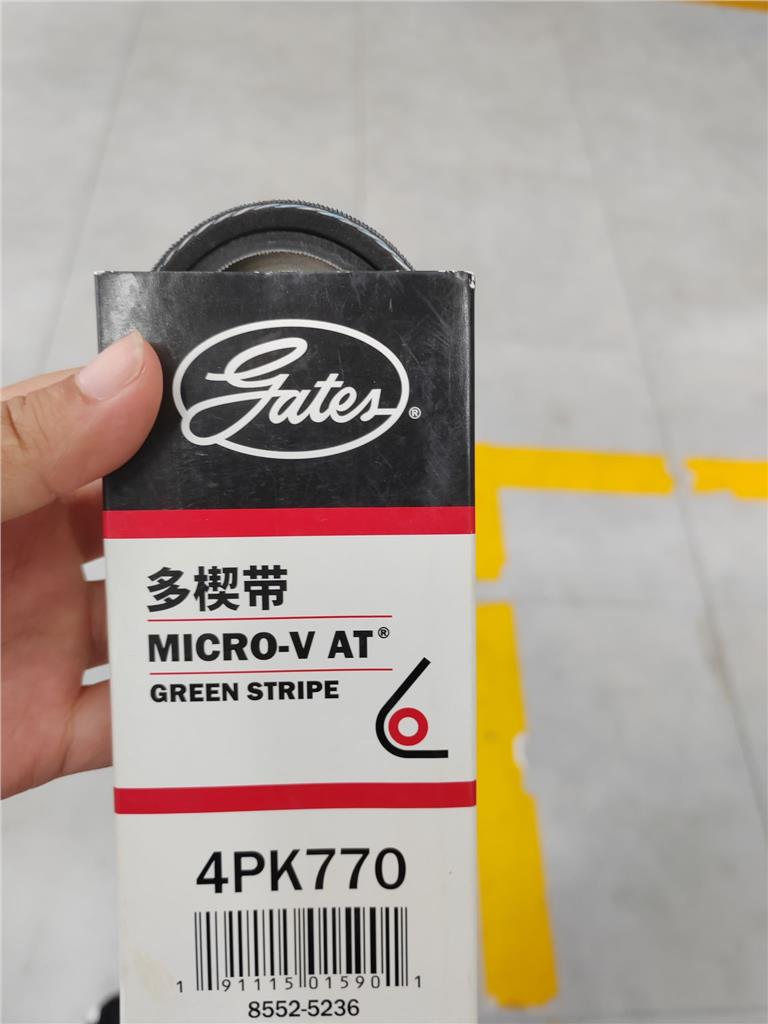 Gates®
多楔带
MICRO-V AT®
GREEN STRIPE
4PK770
1 91115 01590 1
8552-5236